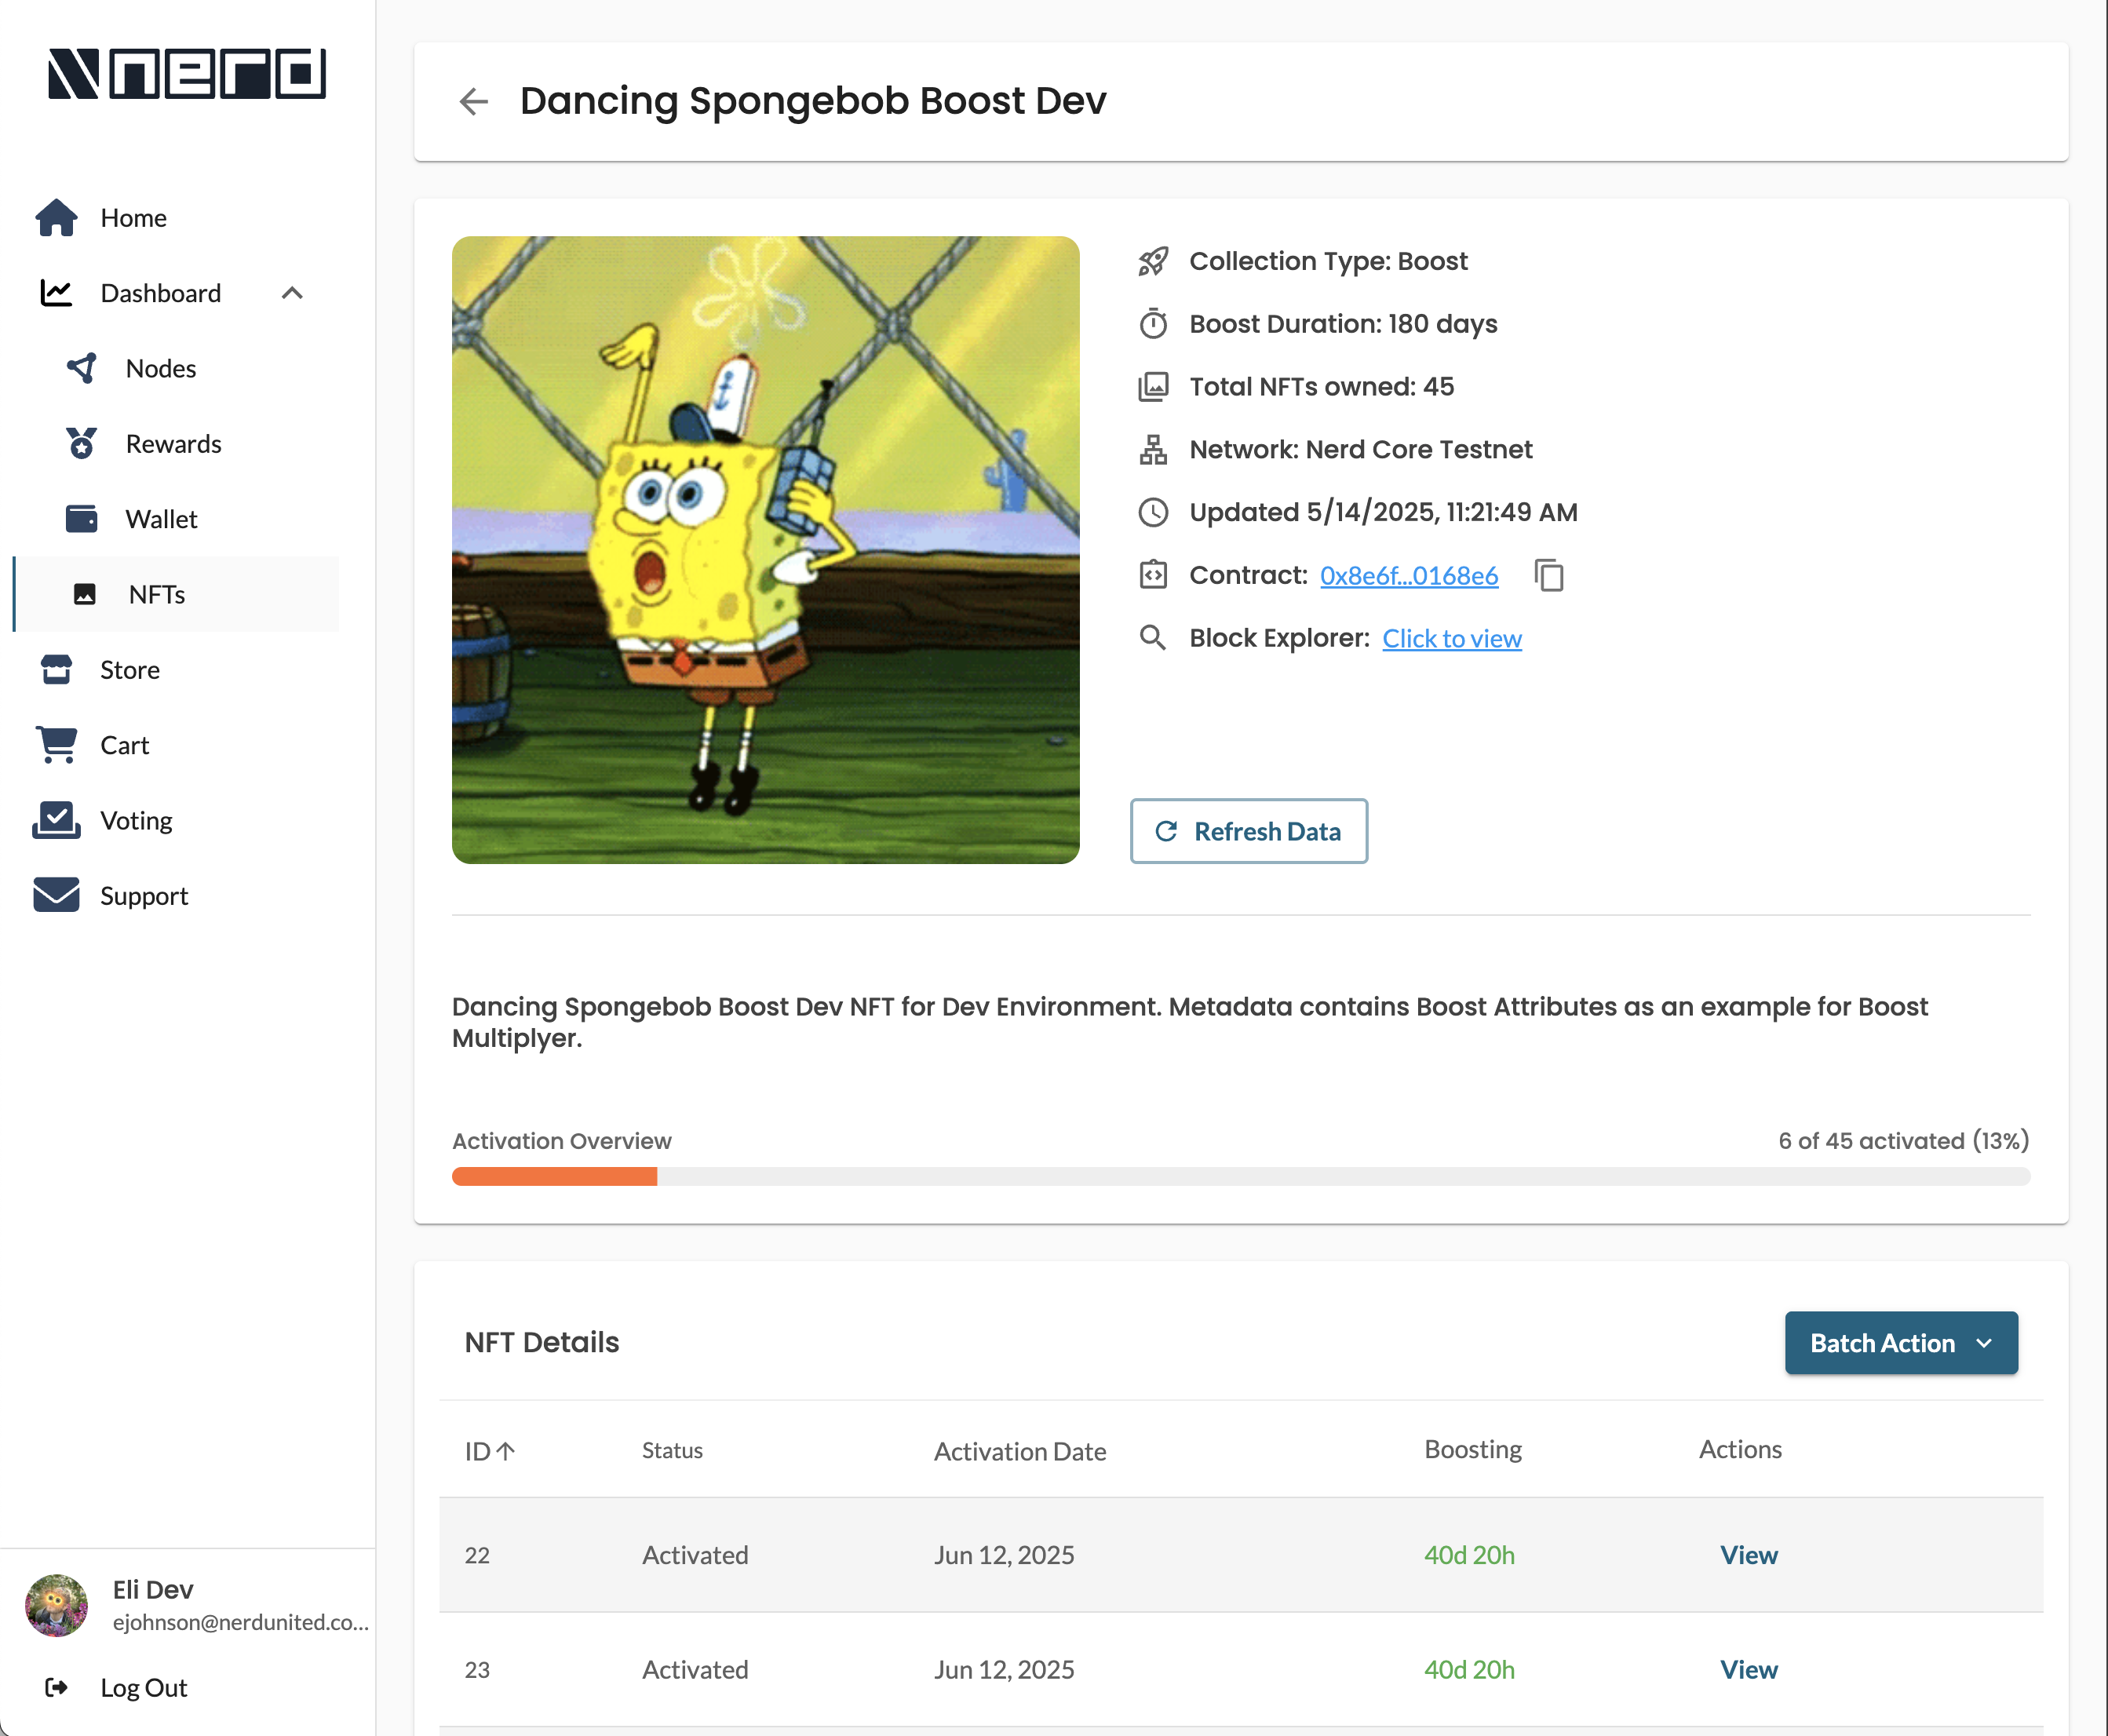 nerd
Home
Dashboard
Nodes
Rewards
Wallet
NFTs
Store
Cart
Voting
Support
Eli Dev
ejohnson@nerdunited.co...
Log Out
Dancing Spongebob Boost Dev
Collection Type: Boost
Boost Duration: 180 days
Total NFTs owned: 45
Network: Nerd Core Testnet
Updated 5/14/2025, 11:21:49 AM
Contract: 0x8e6f...0168e6
Block Explorer: Click to view
Refresh Data
Dancing Spongebob Boost Dev NFT for Dev Environment. Metadata contains Boost Attributes as an example for Boost
Multiplyer.
Activation Overview 6 of 45 activated (13%)
NFT Details Batch Action
ID Status Activation Date Boosting Actions
22 Activated Jun 12, 2025 40d 20h View
23 Activated Jun 12, 2025 40d 20h View